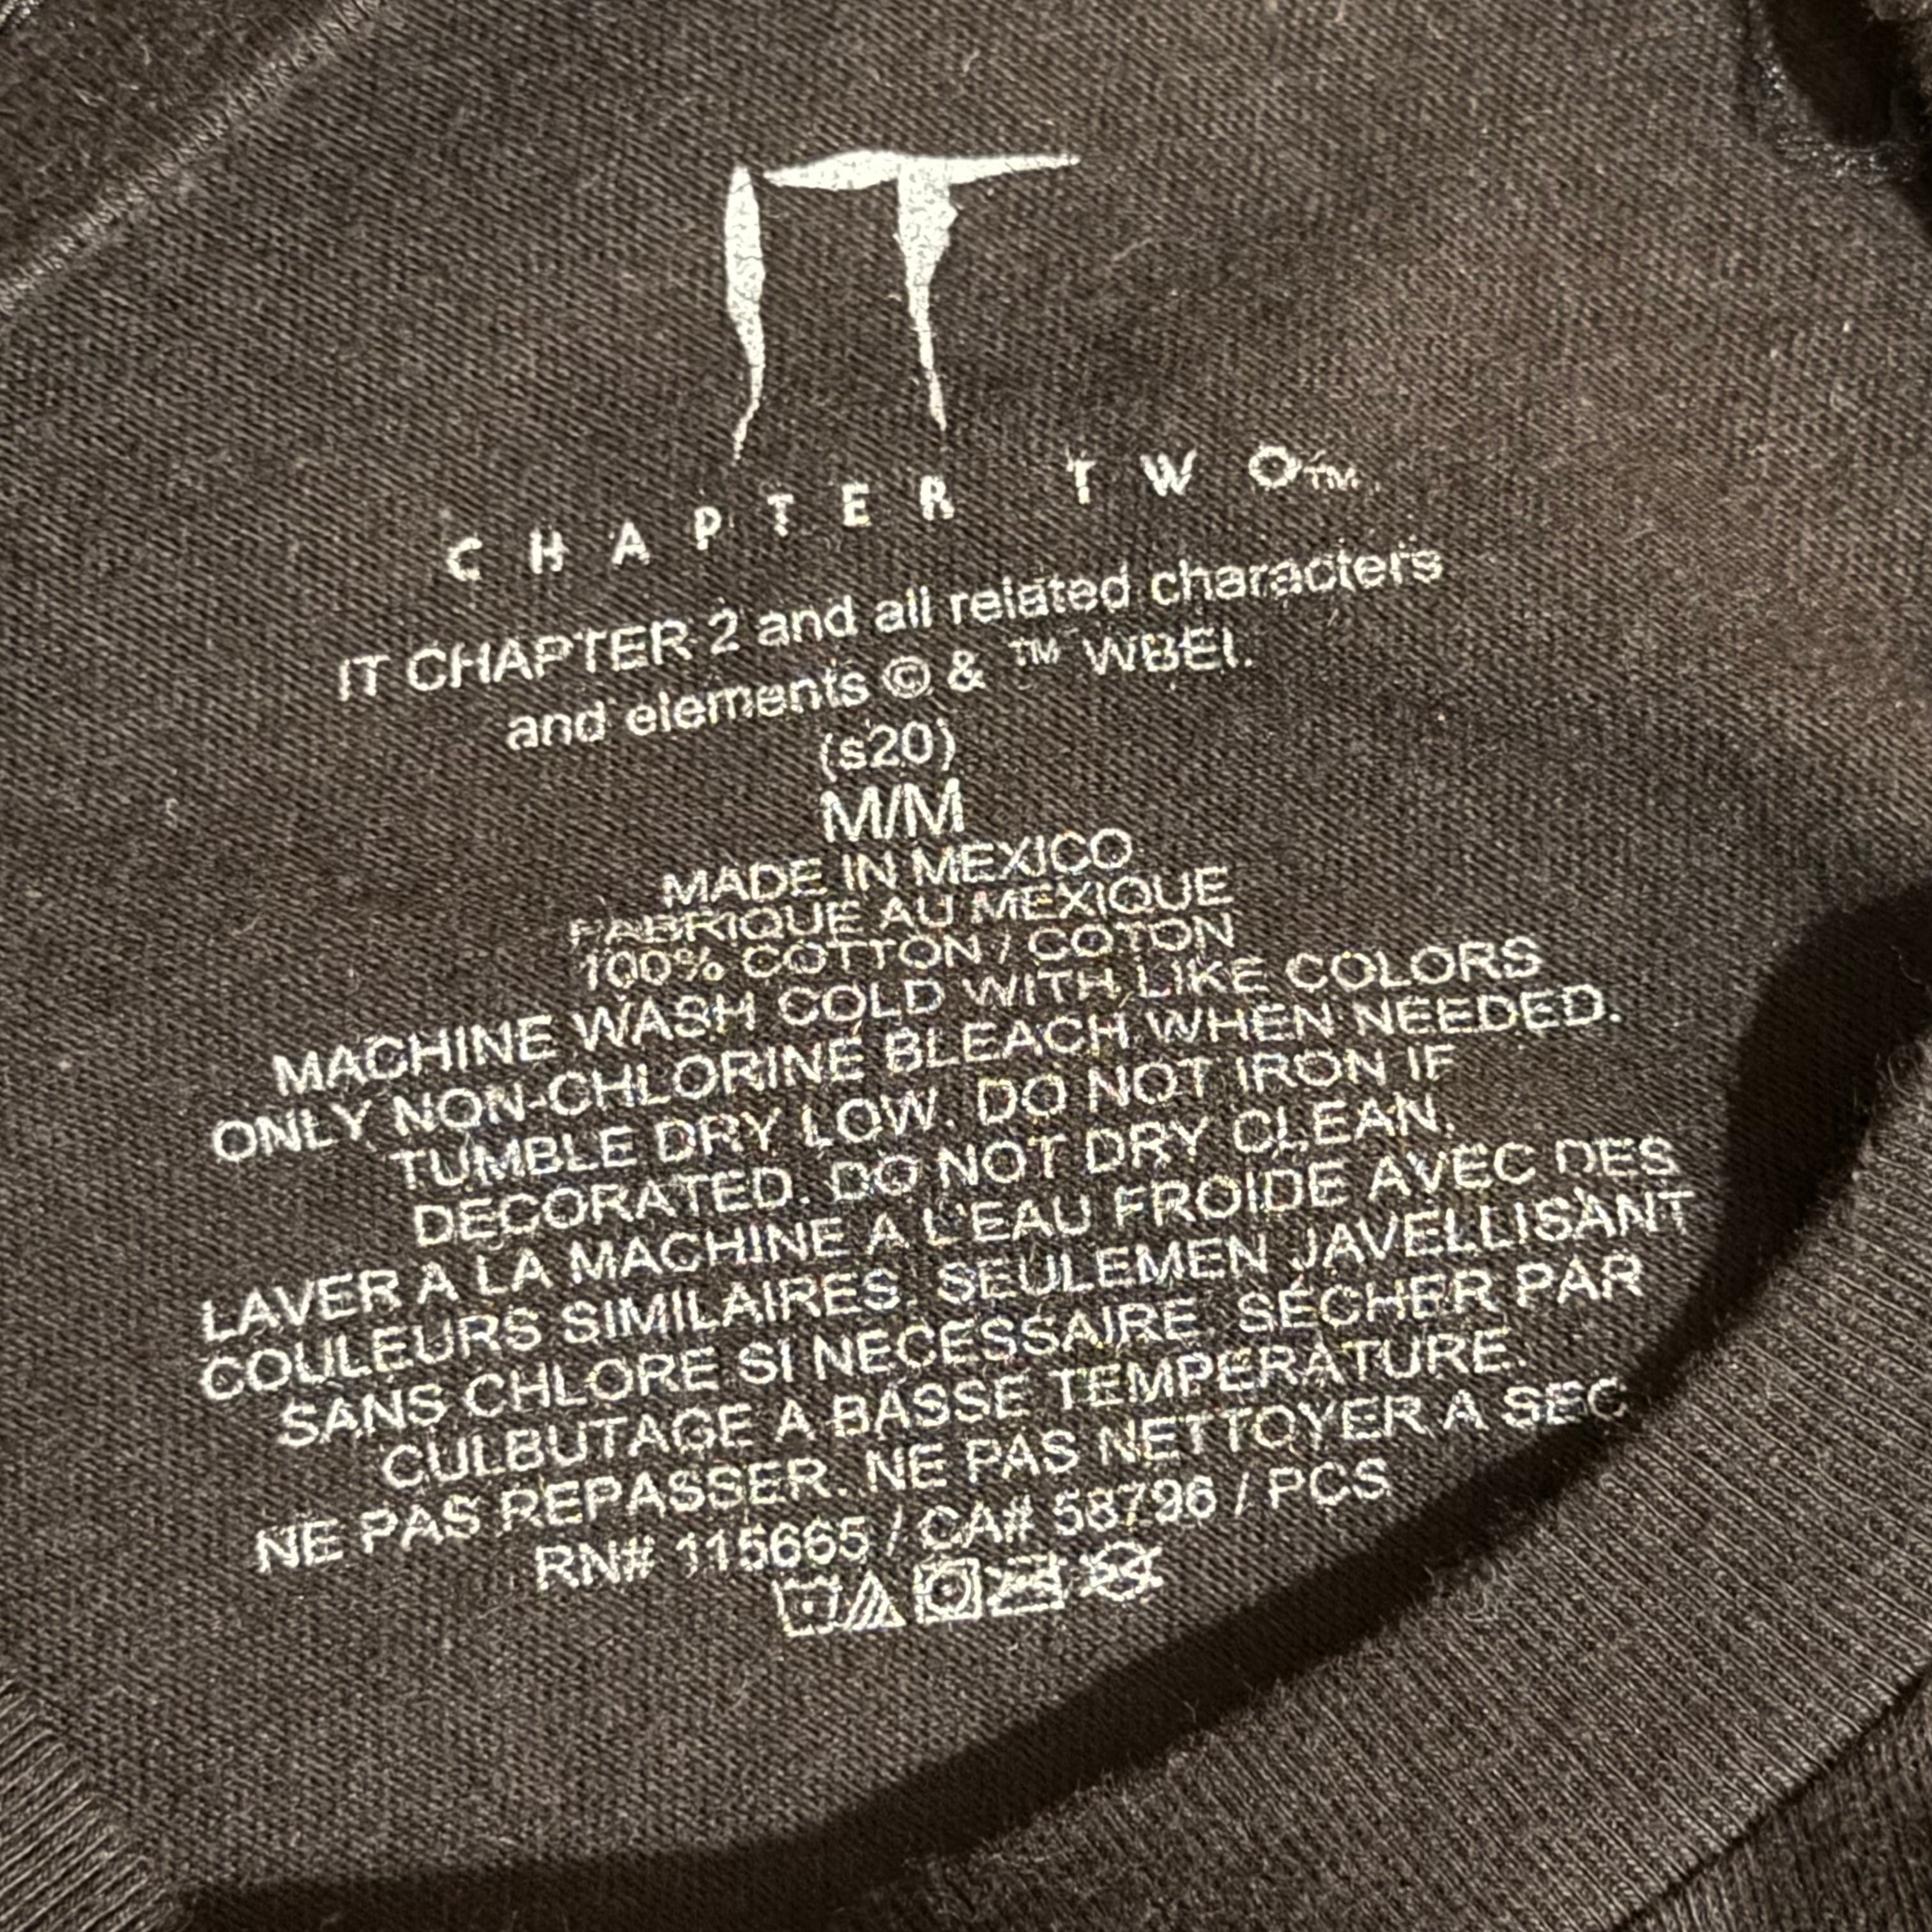 IT
CHAPTER TWO™
IT CHAPTER 2 and all related characters
and elements © & ™ WBEI.
(s20)
M/M
MADE IN MEXICO
FABRIQUE AU MEXIQUE
100% COTTON / COTON
MACHINE WASH COLD WITH LIKE COLORS
ONLY NON-CHLORINE BLEACH WHEN NEEDED.
TUMBLE DRY LOW. DO NOT IRON IF
DECORATED. DO NOT DRY CLEAN.
LAVER A LA MACHINE A L'EAU FROIDE AVEC DES
COULEURS SIMILAIRES. SEULEMEN JAVELLISANT
SANS CHLORE SI NECESSAIRE. SÉCHER PAR
CULBUTAGE A BASSE TEMPERATURE.
NE PAS REPASSER. NE PAS NETTOYER A SEC
RN# 115665 / CA# 58796 / PCS